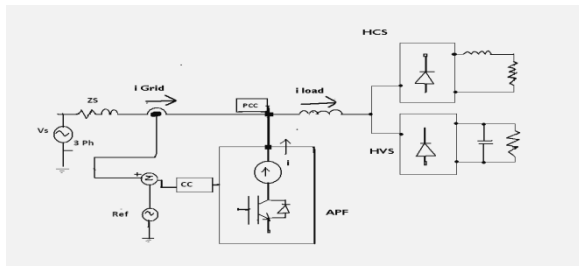 HCS
i Grid
ZS
PCC
i load
Vs
3 Ph
HVS
i
+
Σ
CC
Ref
APF